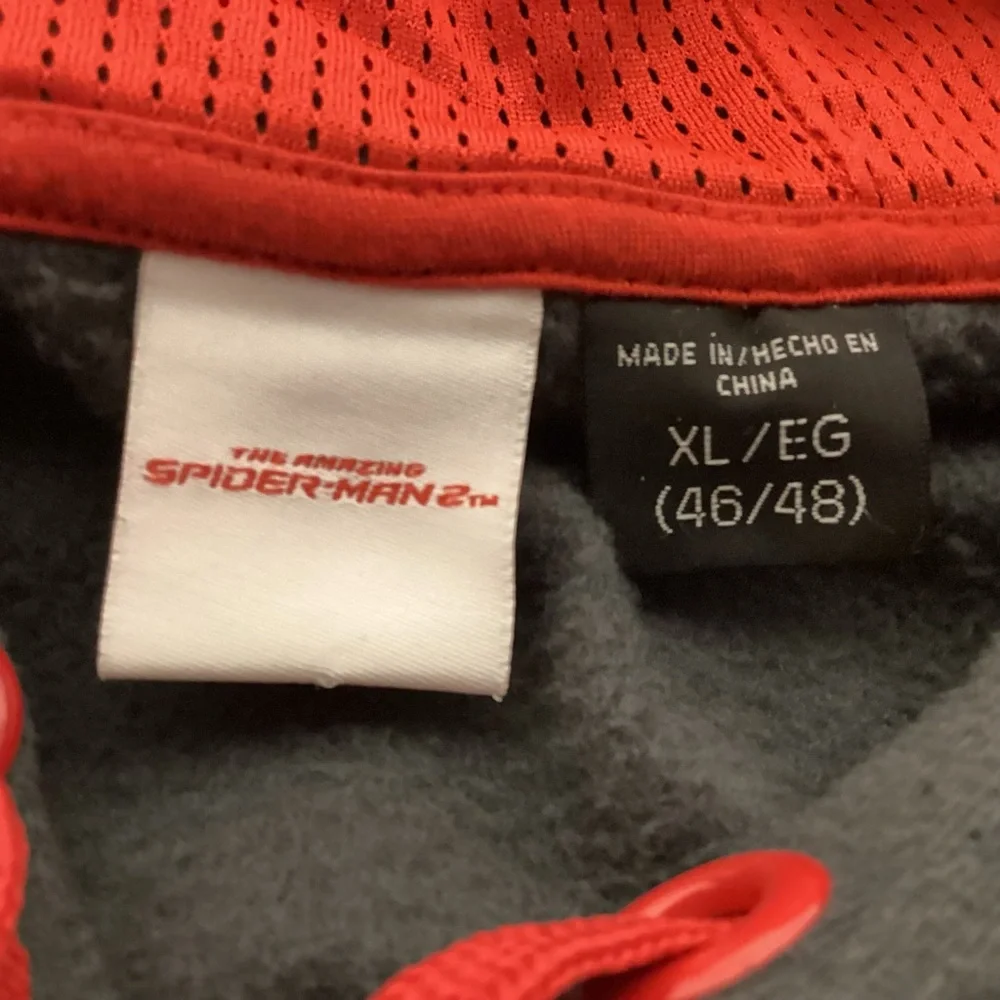 THE AMAZING
SPIDER-MAN 2™
MADE IN/HECHO EN
CHINA
XL/EG
(46/48)